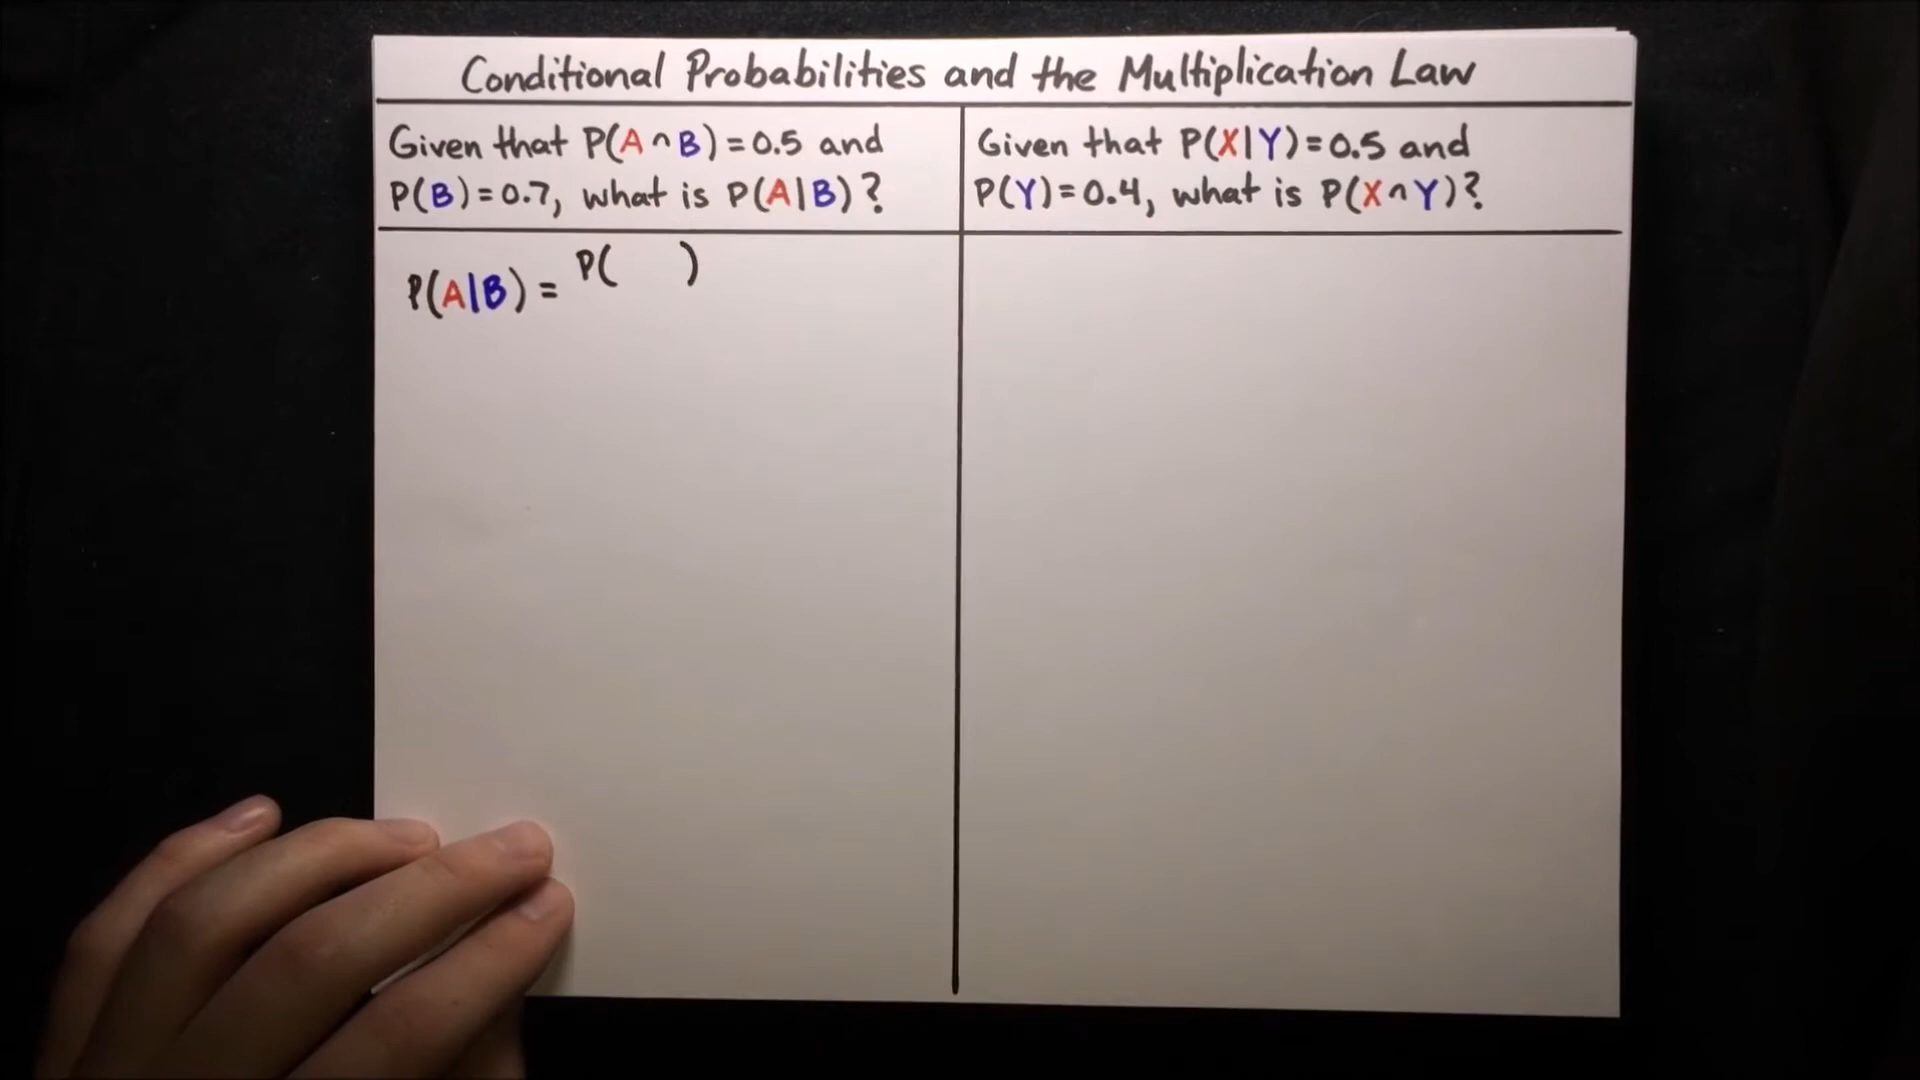 Conditional Probabilities and the Multiplication Law
Given that P(A∩B)=0.5 and
P(B)=0.7, what is P(A|B)?
Given that P(X|Y)=0.5 and
P(Y)=0.4, what is P(X∩Y)?
P(A|B) = P( )